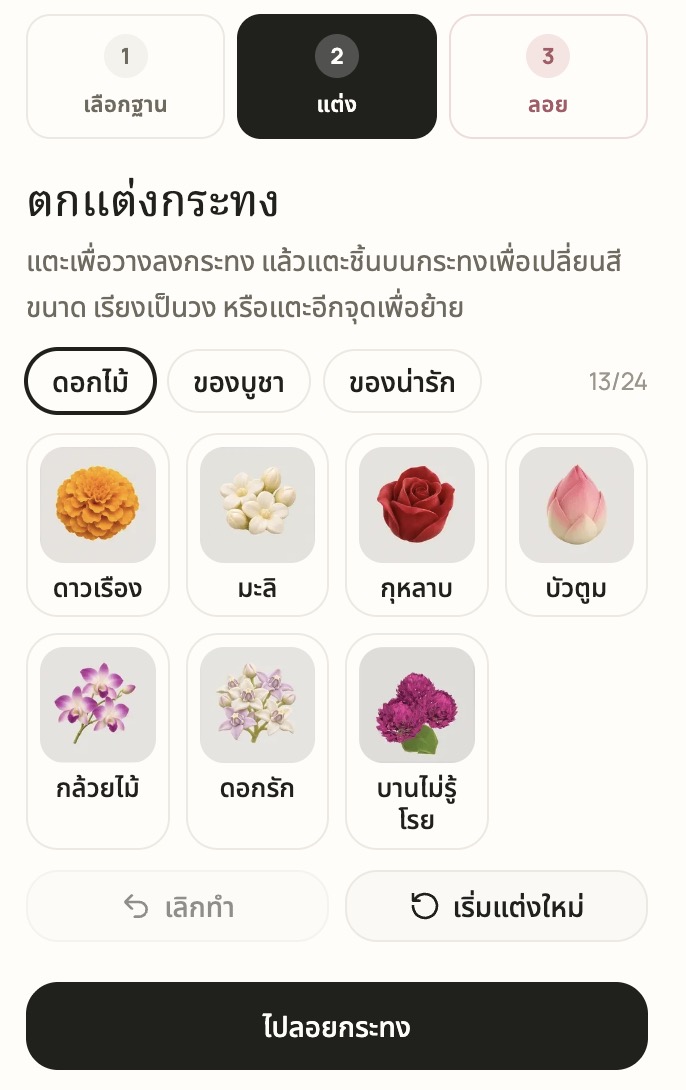 1
เลือกฐาน
2
แต่ง
3
ลอย
ตกแต่งกระทง
แตะเพื่อวางลงกระทง แล้วแตะชิ้นบนกระทงเพื่อเปลี่ยนสี
ขนาด เรียงเป็นวง หรือแตะอีกจุดเพื่อย้าย
ดอกไม้
ของบูชา
ของน่ารัก
13/24
ดาวเรือง
มะลิ
กุหลาบ
บัวตูม
กล้วยไม้
ดอกรัก
บานไม่รู้
โรย
เลิกทำ
เริ่มแต่งใหม่
ไปลอยกระทง